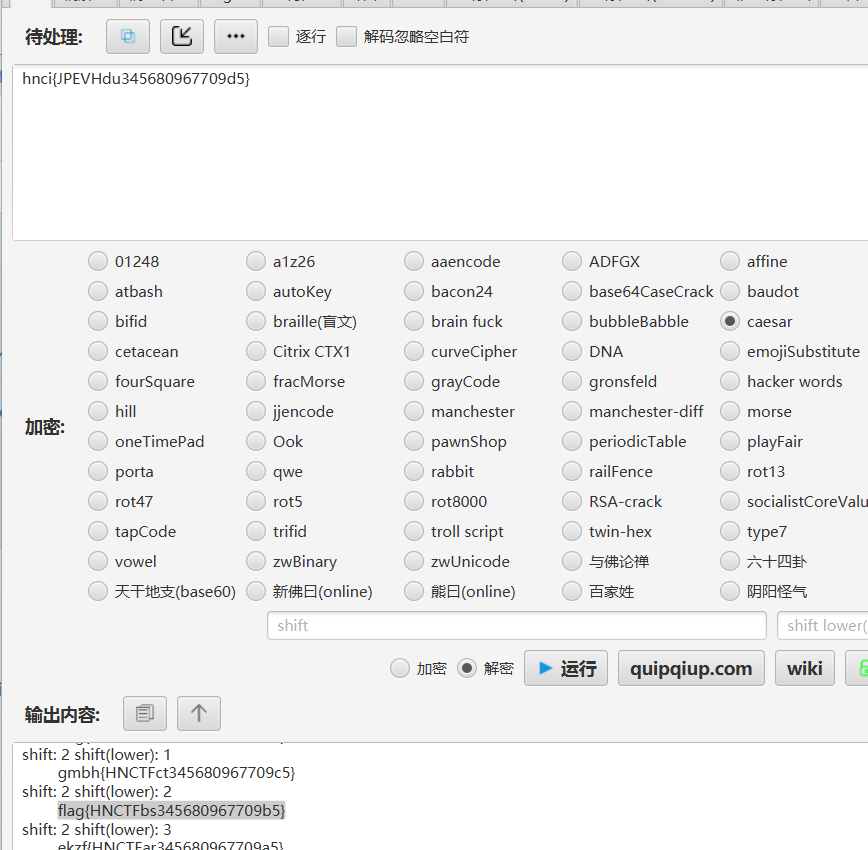 待处理: ... 逐行 解码忽略空白符
hnci{JPEVHdu345680967709d5}
01248 a1z26 aaencode ADFGX affine
atbash autoKey bacon24 base64CaseCrack baudot
bifid braille(盲文) brain fuck bubbleBabble caesar
cetacean Citrix CTX1 curveCipher DNA emojiSubstitute
fourSquare fracMorse grayCode gronsfeld hacker words
hill jjencode manchester manchester-diff morse
加密:
oneTimePad Ook pawnShop periodicTable playFair
porta qwe rabbit railFence rot13
rot47 rot5 rot8000 RSA-crack socialistCoreValu
tapCode trifid troll script twin-hex type7
vowel zwBinary zwUnicode 与佛论禅 六十四卦
天干地支(base60) 新佛曰(online) 熊曰(online) 百家姓 阴阳怪气
shift shift lower(
加密 解密 运行 quipqiup.com wiki
输出内容:
shift: 2 shift(lower): 1
gmbh{HNCTFct345680967709c5}
shift: 2 shift(lower): 2
flag{HNCTFbs345680967709b5}
shift: 2 shift(lower): 3
ekzf{HNCTFar345680967709a5}